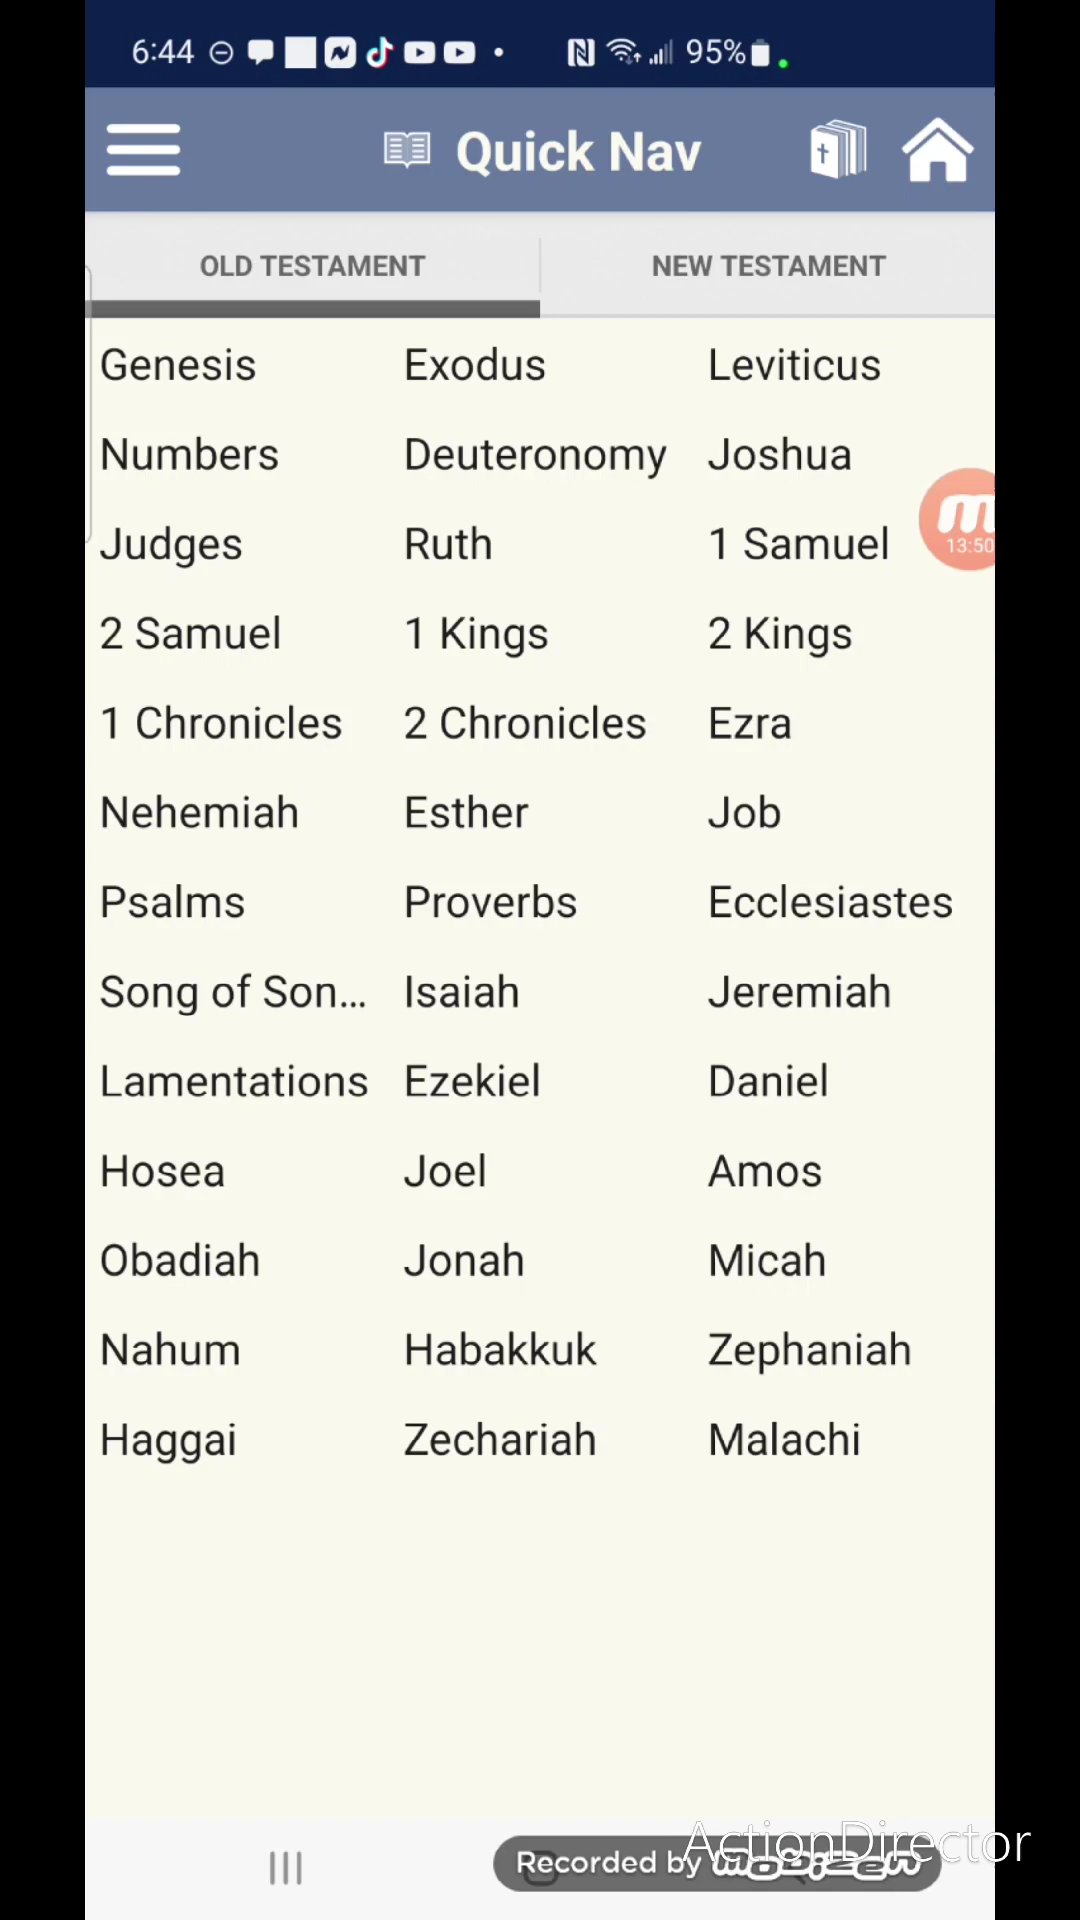 6:44 95%
Quick Nav
OLD TESTAMENT NEW TESTAMENT
Genesis Exodus Leviticus
Numbers Deuteronomy Joshua
Judges Ruth 1 Samuel
13:50
2 Samuel 1 Kings 2 Kings
1 Chronicles 2 Chronicles Ezra
Nehemiah Esther Job
Psalms Proverbs Ecclesiastes
Song of Son... Isaiah Jeremiah
Lamentations Ezekiel Daniel
Hosea Joel Amos
Obadiah Jonah Micah
Nahum Habakkuk Zephaniah
Haggai Zechariah Malachi
ActionDirector
Recorded by mobizen